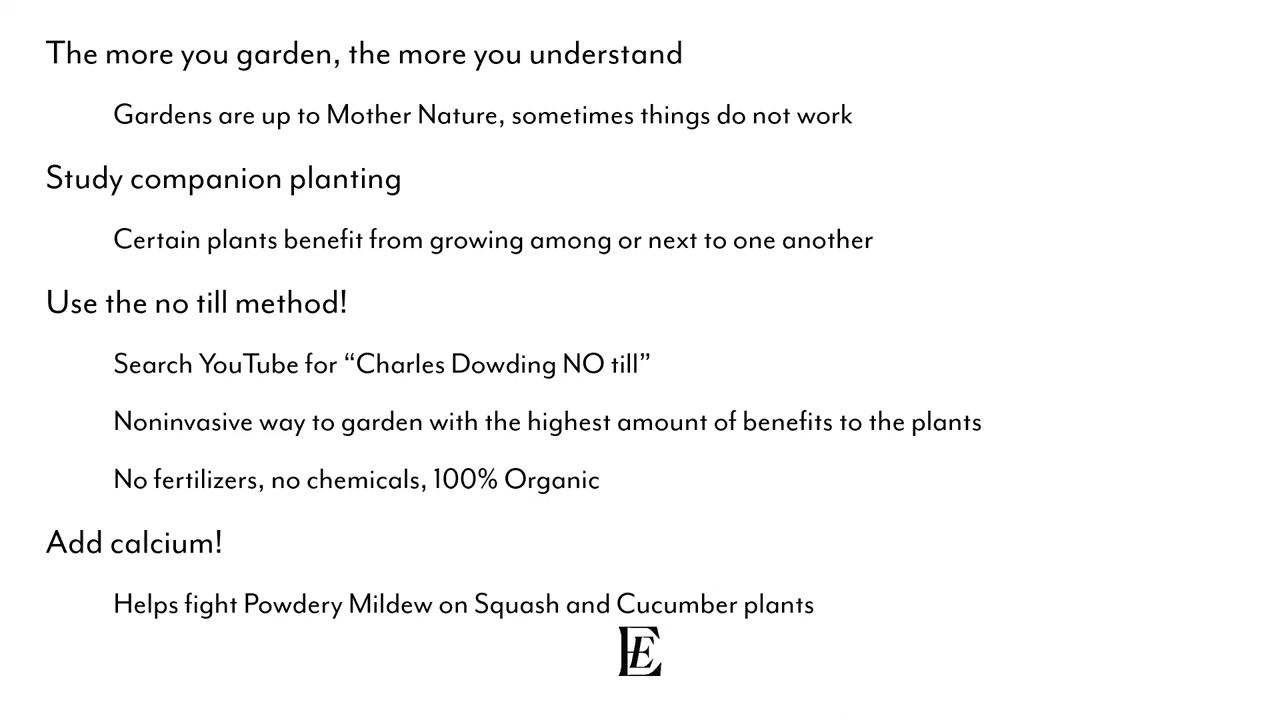 The more you garden, the more you understand
Gardens are up to Mother Nature, sometimes things do not work
Study companion planting
Certain plants benefit from growing among or next to one another
Use the no till method!
Search YouTube for “Charles Dowding NO till”
Noninvasive way to garden with the highest amount of benefits to the plants
No fertilizers, no chemicals, 100% Organic
Add calcium!
Helps fight Powdery Mildew on Squash and Cucumber plants
EE